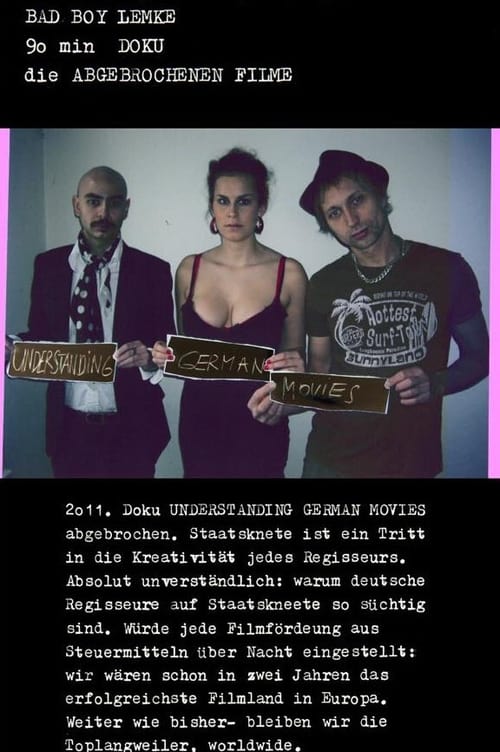 BAD BOY LEMKE
90 min DOKU
die ABGEBROCHENEN FILME
UNDERSTANDING
GERMAN
MOVIES
Hottest
Surf-To
SUNNYLAND
2011. Doku UNDERSTANDING GERMAN MOVIES
abgebrochen. Staatsknete ist ein Tritt
in die Kreativität jedes Regisseurs.
Absolut unverständlich: warum deutsche
Regisseure auf Staatskneete so süchtig
sind. Würde jede Filmfördeung aus
Steuermitteln über Nacht eingestellt:
wir wären schon in zwei Jahren das
erfolgreichste Filmland in Europa.
Weiter wie bisher- bleiben wir die
Toplangweiler, worldwide.